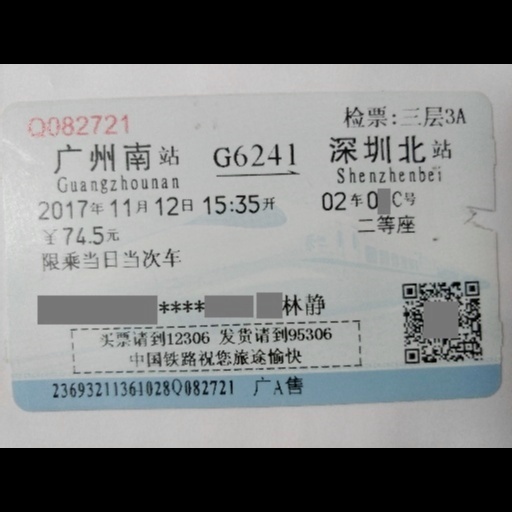 Q082721 检票:三层3A
广州南站 G6241 深圳北站
Guangzhounan Shenzhenbei
2017年11月12日 15:35开 02车0 C号
￥74.5元 二等座
限乘当日当次车
**** 林静
买票请到12306 发货请到95306
中国铁路祝您旅途愉快
23693211361028Q082721 广A售